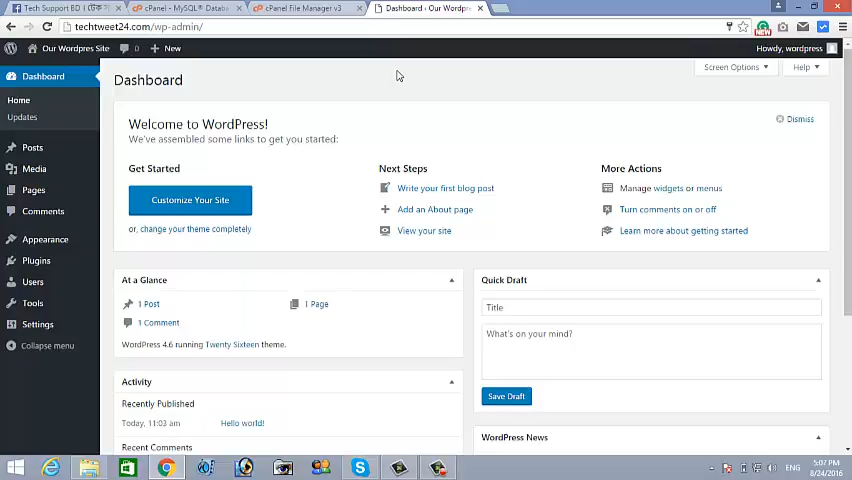 Tech Support BD । টেক
cPanel - MySQL® Datab
cPanel File Manager v3
Dashboard ‹ Our Wordpre
techtweet24.com/wp-admin/
NEW
Our Wordpress Site
0
New
Howdy, wordpress
Dashboard
Home
Updates
Posts
Media
Pages
Comments
Appearance
Plugins
Users
Tools
Settings
Collapse menu
Dashboard
Screen Options
Help
Welcome to WordPress!
We've assembled some links to get you started:
Dismiss
Get Started
Customize Your Site
or, change your theme completely
Next Steps
Write your first blog post
Add an About page
View your site
More Actions
Manage widgets or menus
Turn comments on or off
Learn more about getting started
At a Glance
1 Post
1 Page
1 Comment
WordPress 4.6 running Twenty Sixteen theme.
Activity
Recently Published
Today, 11:03 am
Hello world!
Recent Comments
Quick Draft
Title
What's on your mind?
Save Draft
WordPress News
ENG
5:07 PM
8/24/2016